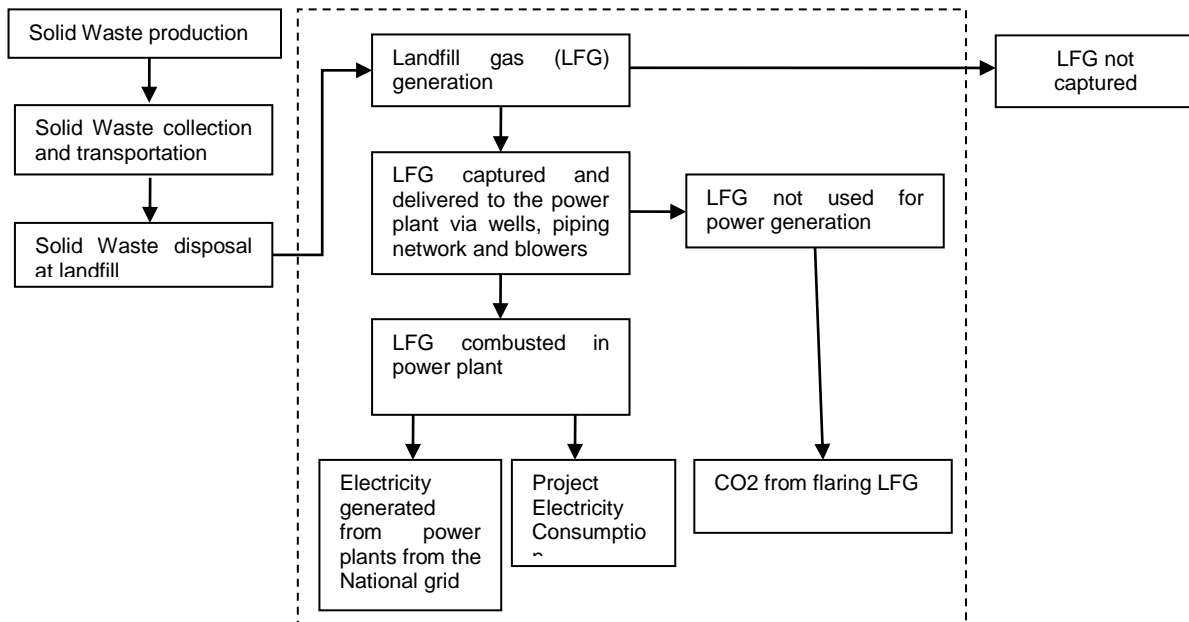 Solid Waste production
Solid Waste collection
and transportation
Solid Waste disposal
at landfill
Landfill gas (LFG)
generation
LFG not
captured
LFG captured and
delivered to the power
plant via wells, piping
network and blowers
LFG not used for
power generation
LFG combusted in
power plant
Electricity
generated
from power
plants from the
National grid
Project
Electricity
Consumptio
n
CO2 from flaring LFG